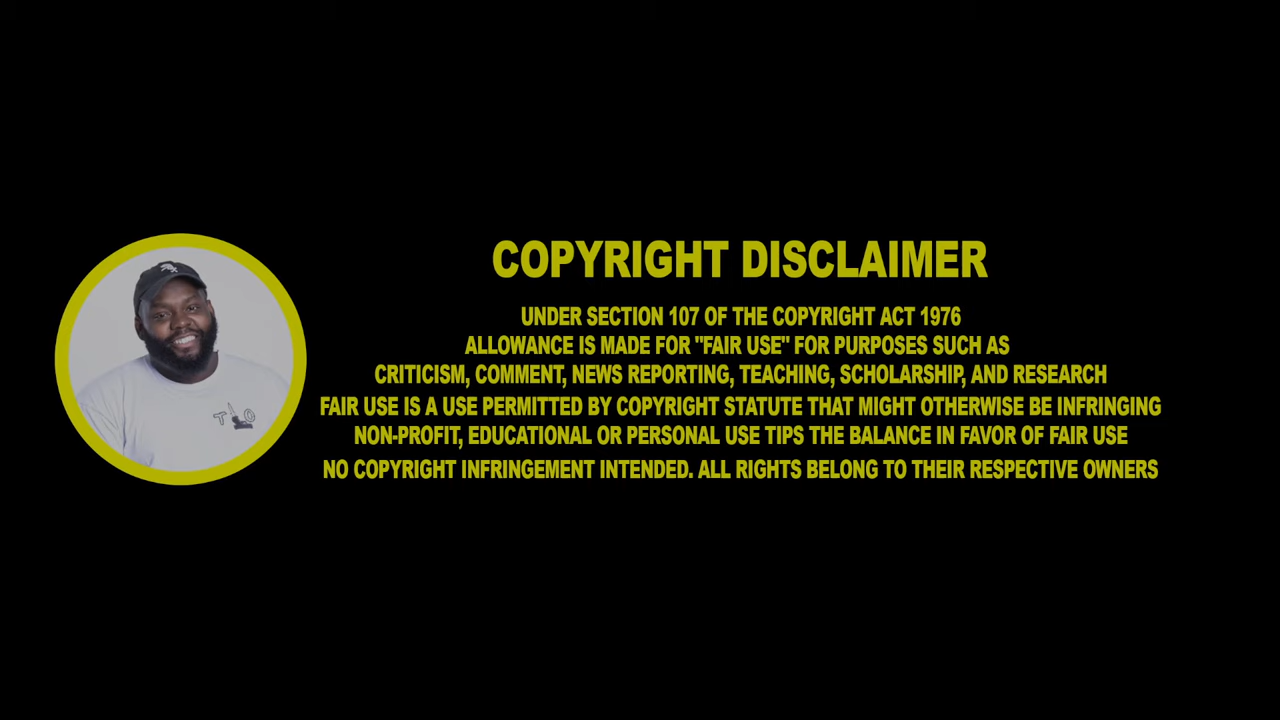 COPYRIGHT DISCLAIMER
UNDER SECTION 107 OF THE COPYRIGHT ACT 1976
ALLOWANCE IS MADE FOR "FAIR USE" FOR PURPOSES SUCH AS
CRITICISM, COMMENT, NEWS REPORTING, TEACHING, SCHOLARSHIP, AND RESEARCH
FAIR USE IS A USE PERMITTED BY COPYRIGHT STATUTE THAT MIGHT OTHERWISE BE INFRINGING
NON-PROFIT, EDUCATIONAL OR PERSONAL USE TIPS THE BALANCE IN FAVOR OF FAIR USE
NO COPYRIGHT INFRINGEMENT INTENDED. ALL RIGHTS BELONG TO THEIR RESPECTIVE OWNERS